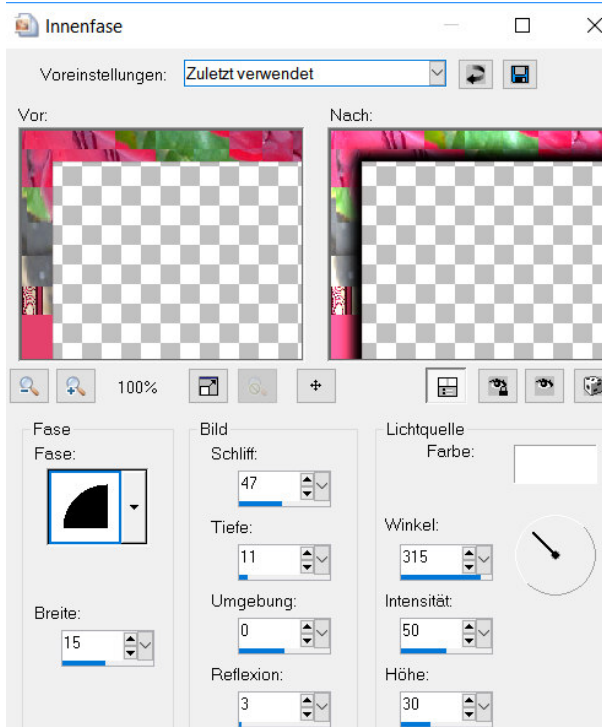 Innenfase
Voreinstellungen: Zuletzt verwendet
Vor: Nach:
100%
Fase Bild Lichtquelle
Fase: Schliff: Farbe:
47
Tiefe: Winkel:
11 315
Breite: Umgebung: Intensität:
15 0 50
Reflexion: Höhe:
3 30